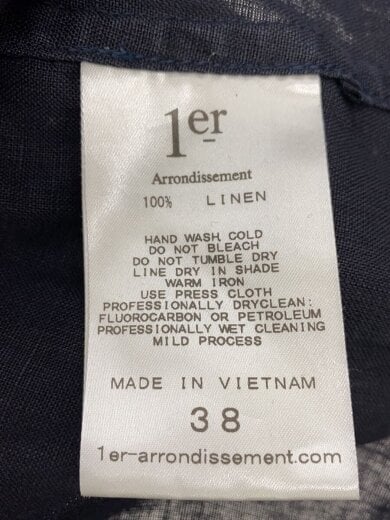 1er
Arrondissement
100% LINEN
HAND WASH COLD
DO NOT BLEACH
DO NOT TUMBLE DRY
LINE DRY IN SHADE
WARM IRON
USE PRESS CLOTH
PROFESSIONALLY DRYCLEAN:
FLUOROCARBON OR PETROLEUM
PROFESSIONALLY WET CLEANING
MILD PROCESS
MADE IN VIETNAM
38
1er-arrondissement.com